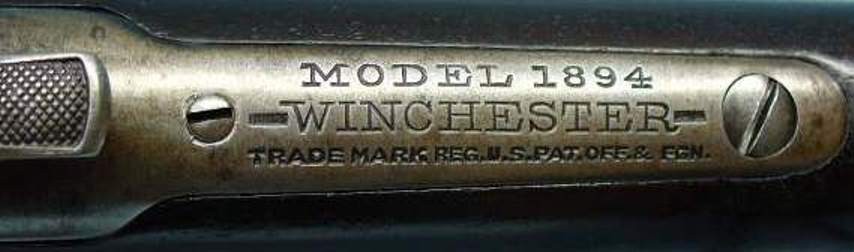 MODEL 1894
-WINCHESTER-
TRADE MARK REG.U.S.PAT.OFF.& FGN.